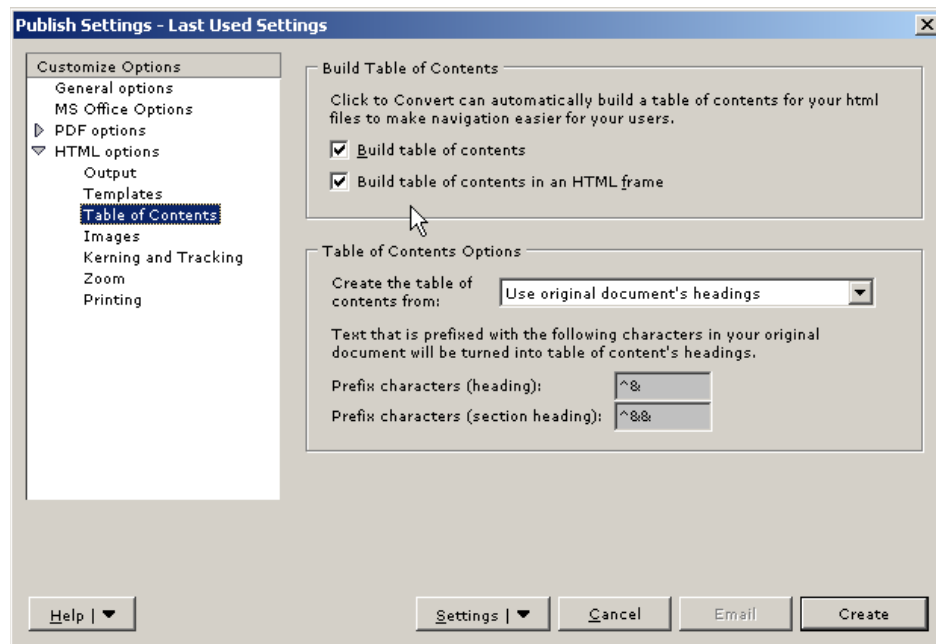 Publish Settings - Last Used Settings
Customize Options
General options
MS Office Options
PDF options
HTML options
Output
Templates
Table of Contents
Images
Kerning and Tracking
Zoom
Printing
Build Table of Contents
Click to Convert can automatically build a table of contents for your html
files to make navigation easier for your users.
Build table of contents
Build table of contents in an HTML frame
Table of Contents Options
Create the table of
contents from:
Use original document's headings
Text that is prefixed with the following characters in your original
document will be turned into table of content's headings.
Prefix characters (heading): ^&
Prefix characters (section heading): ^&&
Help | Settings | Cancel Email Create